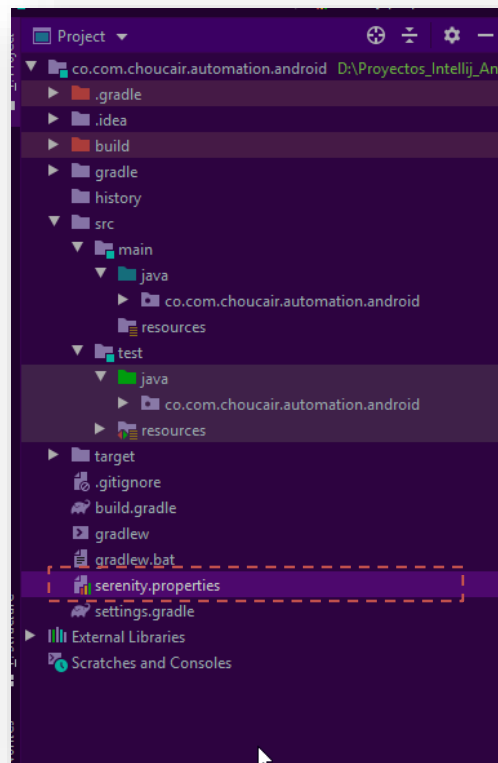 Project
co.com.choucair.automation.android D:\Proyectos_Intellij_An
.gradle
.idea
build
gradle
history
src
main
java
co.com.choucair.automation.android
resources
test
java
co.com.choucair.automation.android
resources
target
.gitignore
build.gradle
gradlew
gradlew.bat
serenity.properties
settings.gradle
External Libraries
Scratches and Consoles